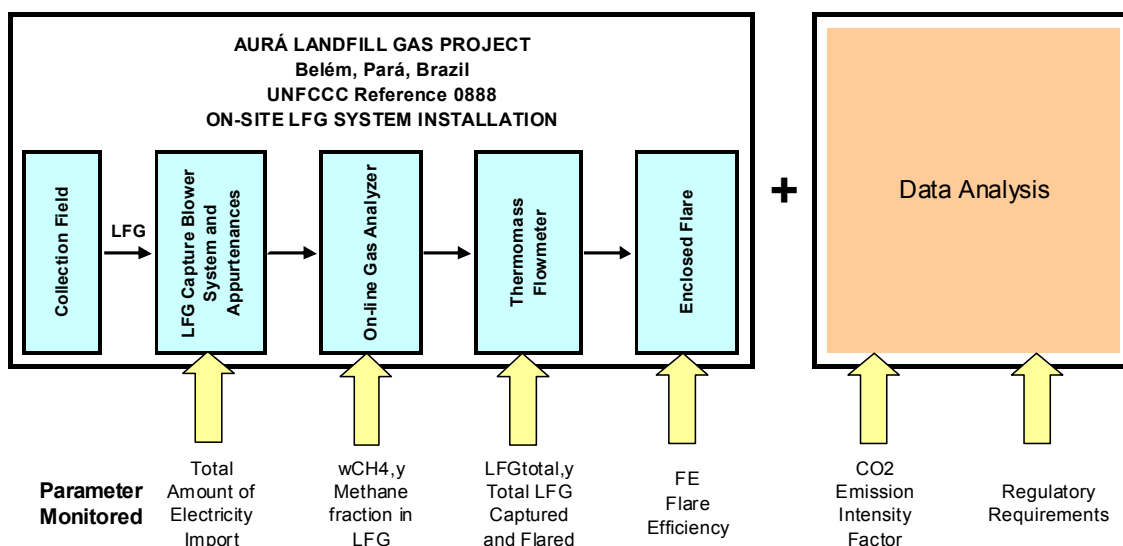 AURÁ LANDFILL GAS PROJECT
Belém, Pará, Brazil
UNFCCC Reference 0888
ON-SITE LFG SYSTEM INSTALLATION
Collection Field
LFG
LFG Capture Blower
System and
Appurtenances
On-line Gas Analyzer
Thermomass
Flowmeter
Enclosed Flare
+
Data Analysis
Parameter
Monitored
Total
Amount of
Electricity
Import
wCH4,y
Methane
fraction in
LFG
LFGtotal,y
Total LFG
Captured
and Flared
FE
Flare
Efficiency
CO2
Emission
Intensity
Factor
Regulatory
Requirements